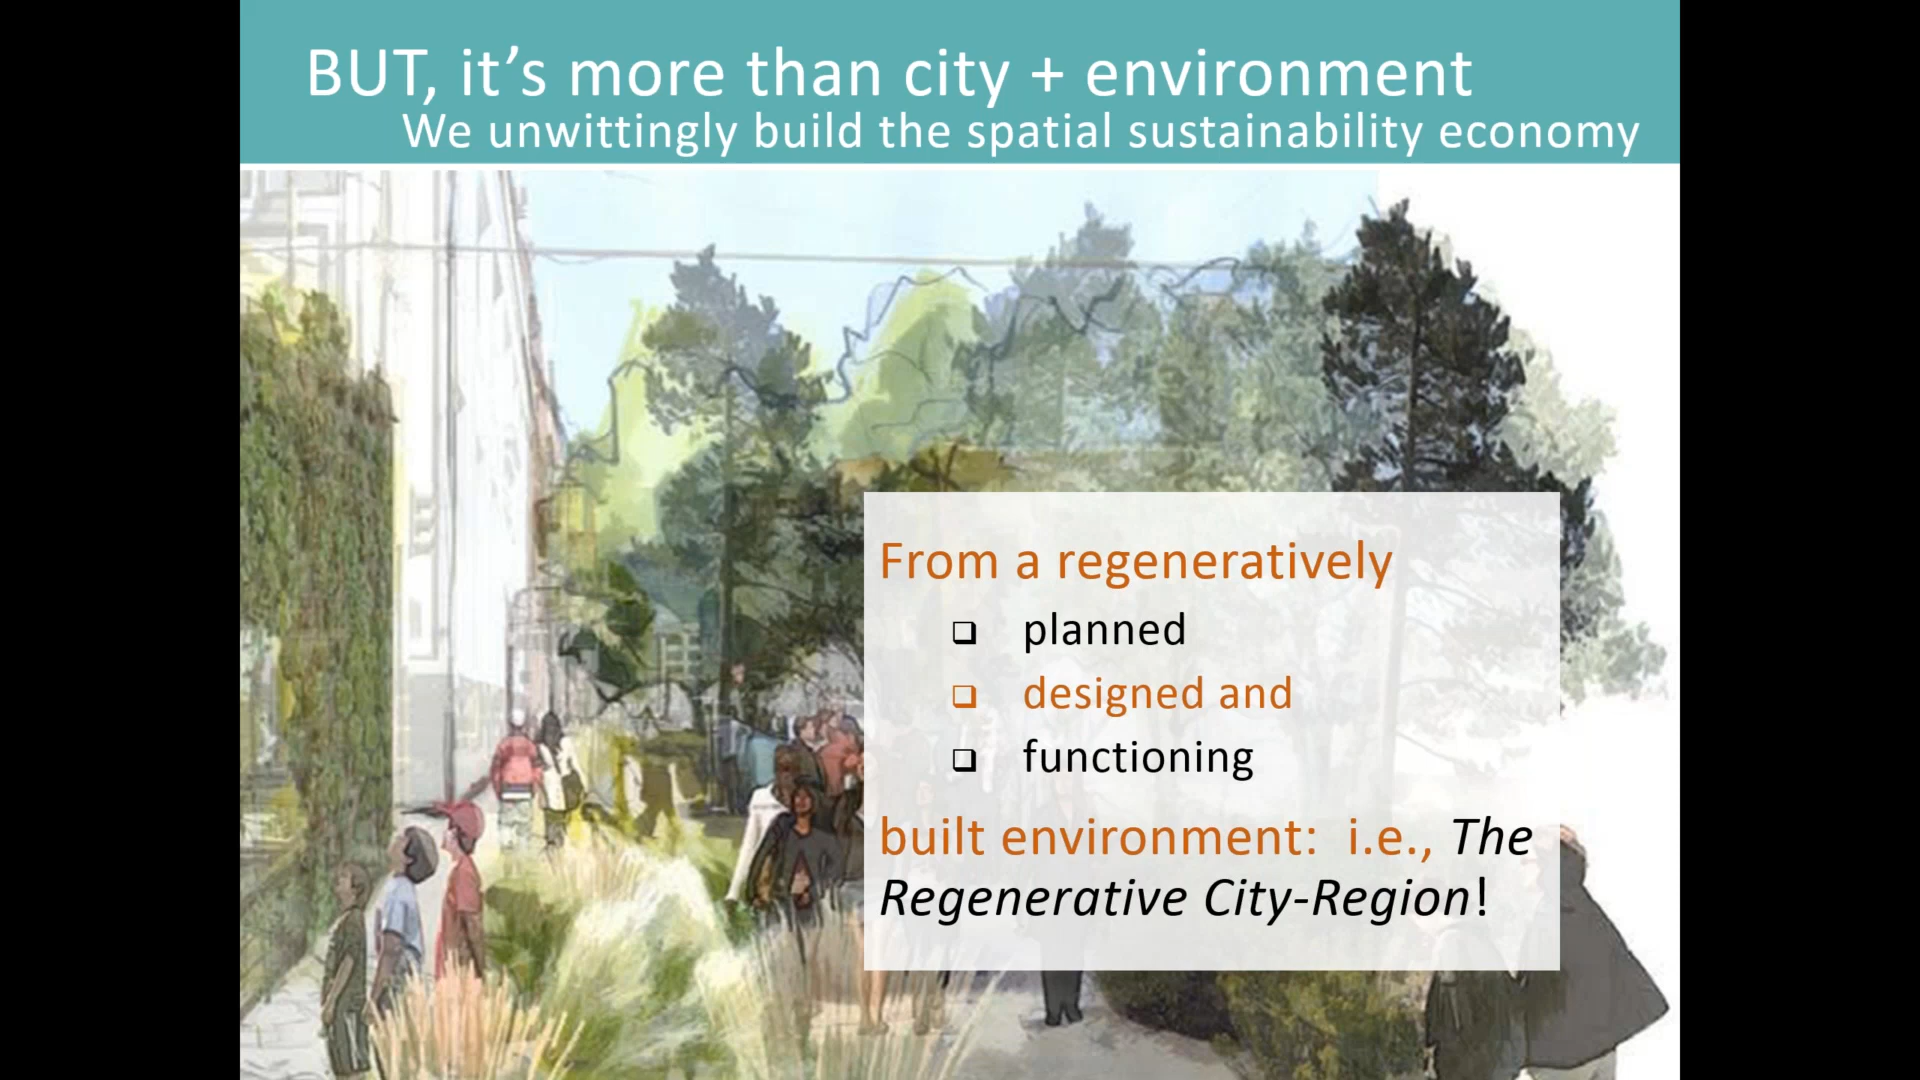 BUT, it’s more than city + environment
We unwittingly build the spatial sustainability economy
From a regeneratively
❑ planned
❑ designed and
❑ functioning
built environment: i.e., The
Regenerative City-Region!